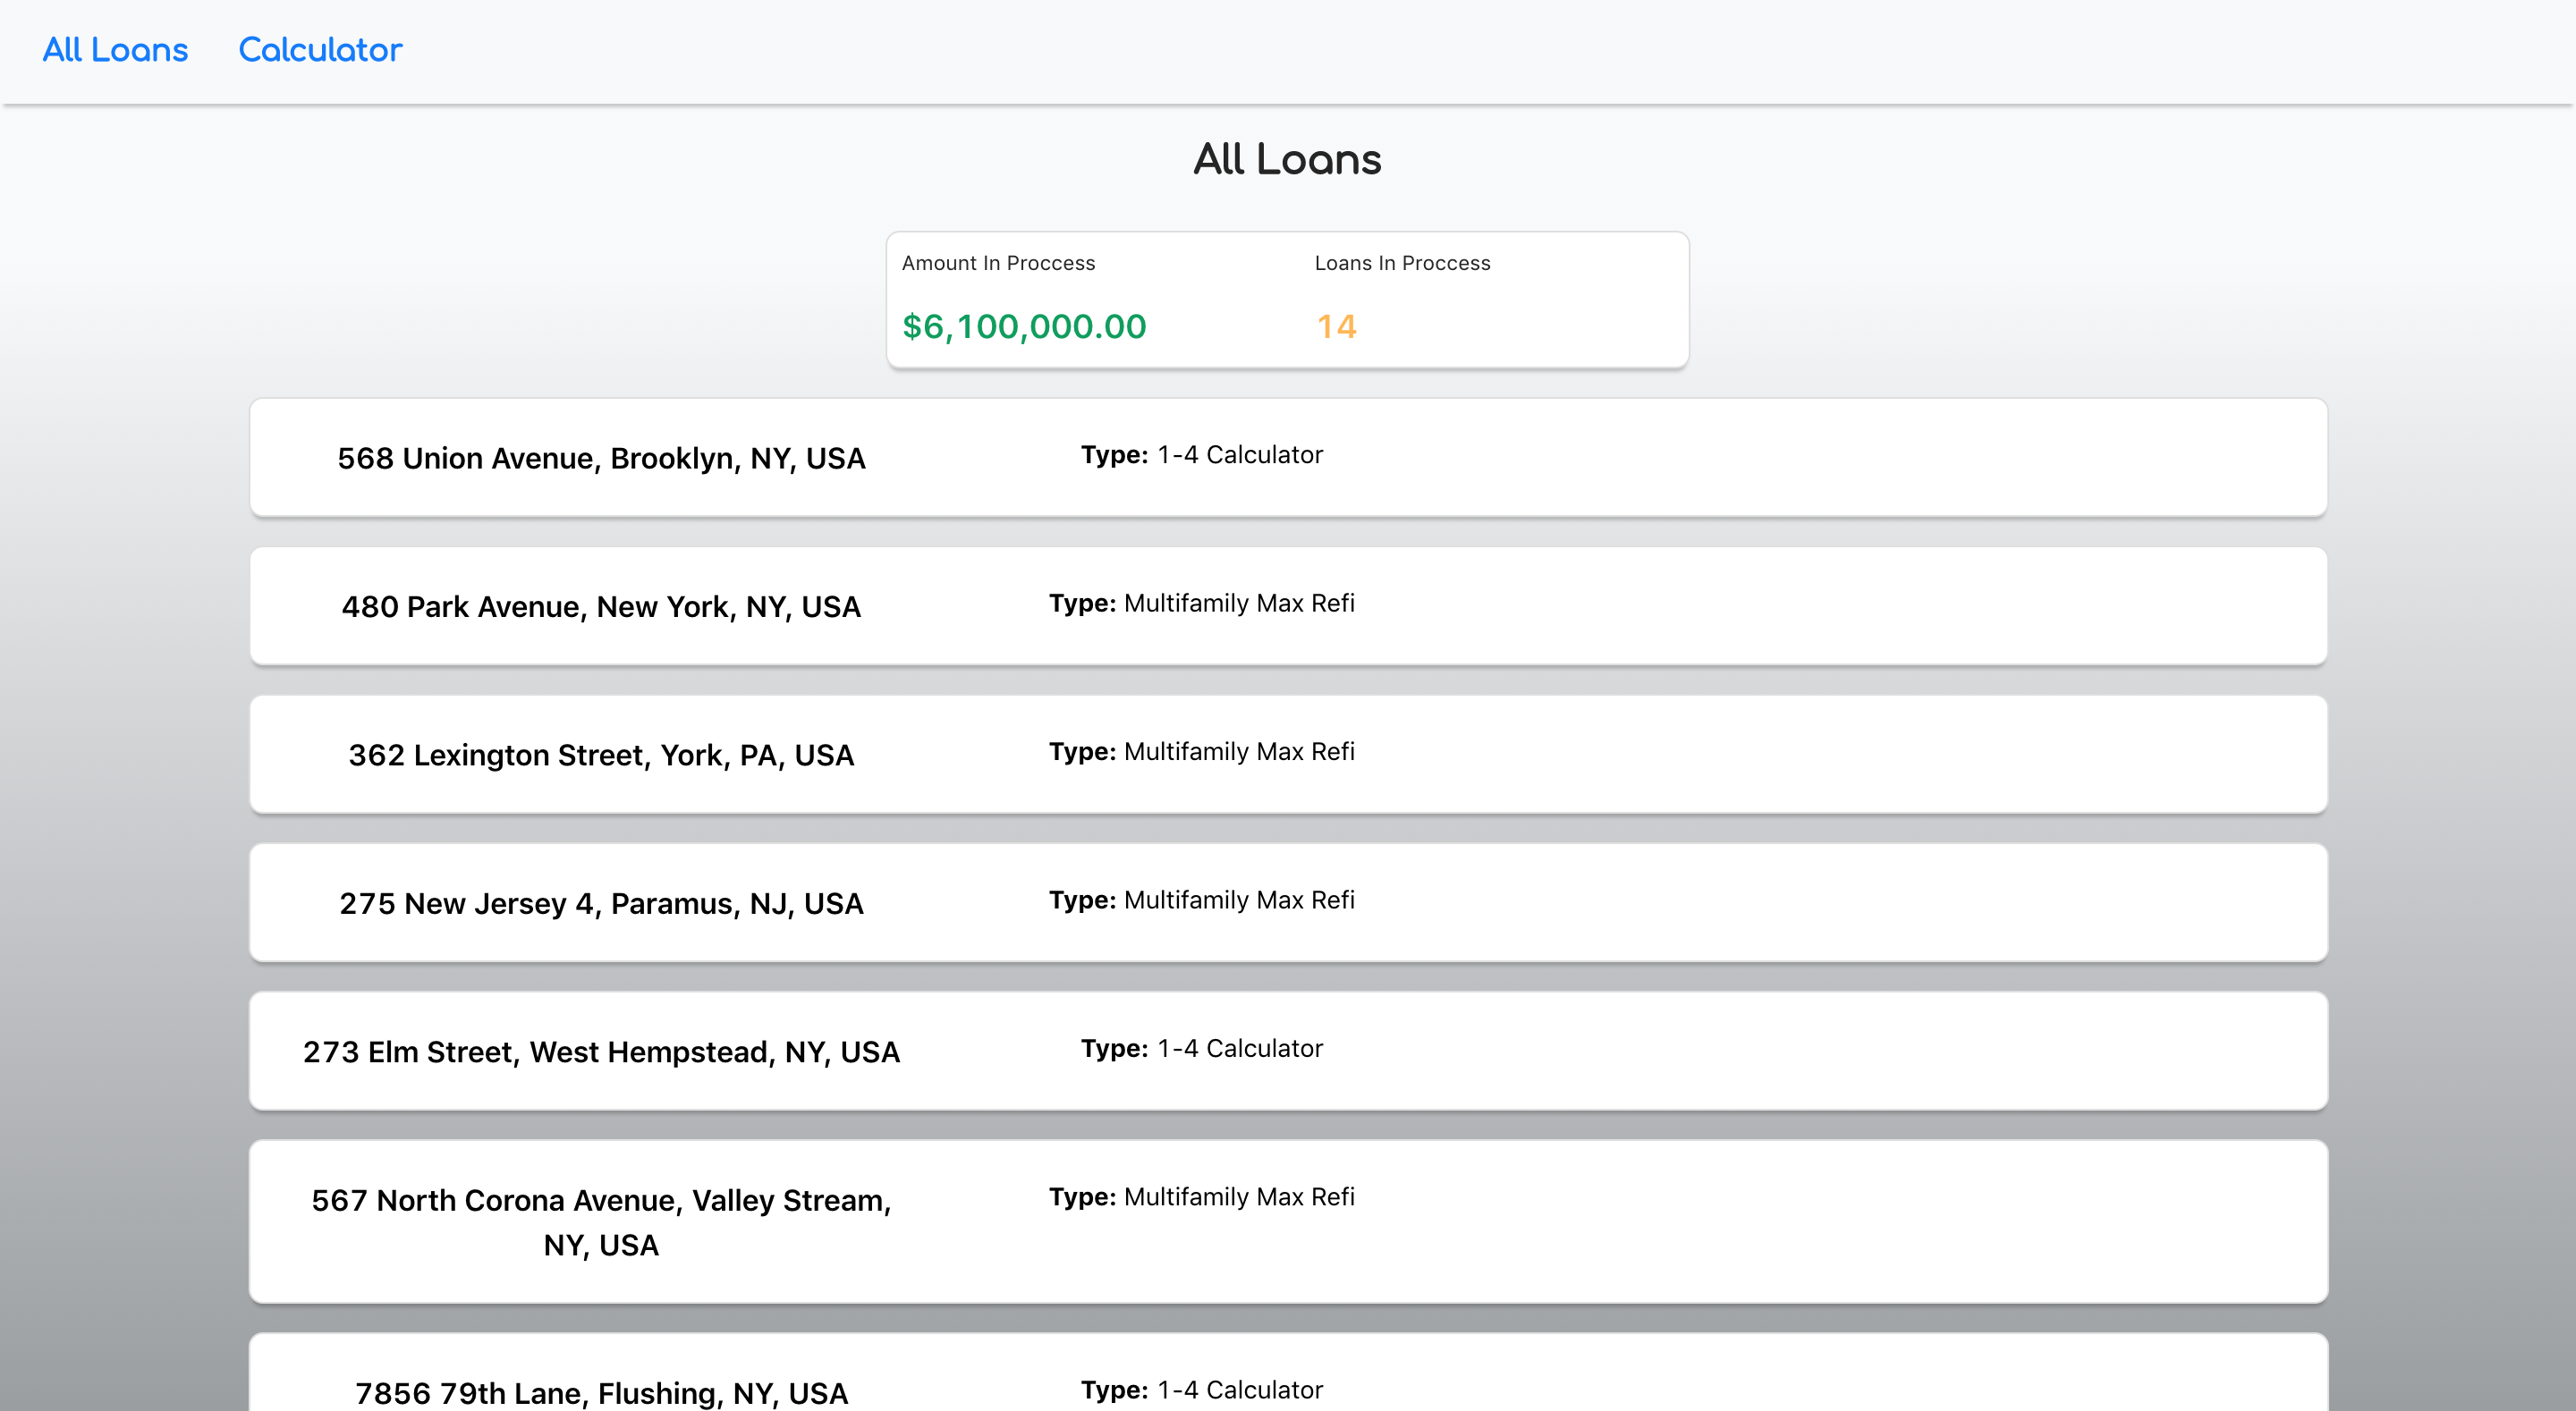 All Loans Calculator
All Loans
Amount In Proccess Loans In Proccess
$6,100,000.00 14
568 Union Avenue, Brooklyn, NY, USA Type: 1-4 Calculator
480 Park Avenue, New York, NY, USA Type: Multifamily Max Refi
362 Lexington Street, York, PA, USA Type: Multifamily Max Refi
275 New Jersey 4, Paramus, NJ, USA Type: Multifamily Max Refi
273 Elm Street, West Hempstead, NY, USA Type: 1-4 Calculator
567 North Corona Avenue, Valley Stream, Type: Multifamily Max Refi
NY, USA
7856 79th Lane, Flushing, NY, USA Type: 1-4 Calculator